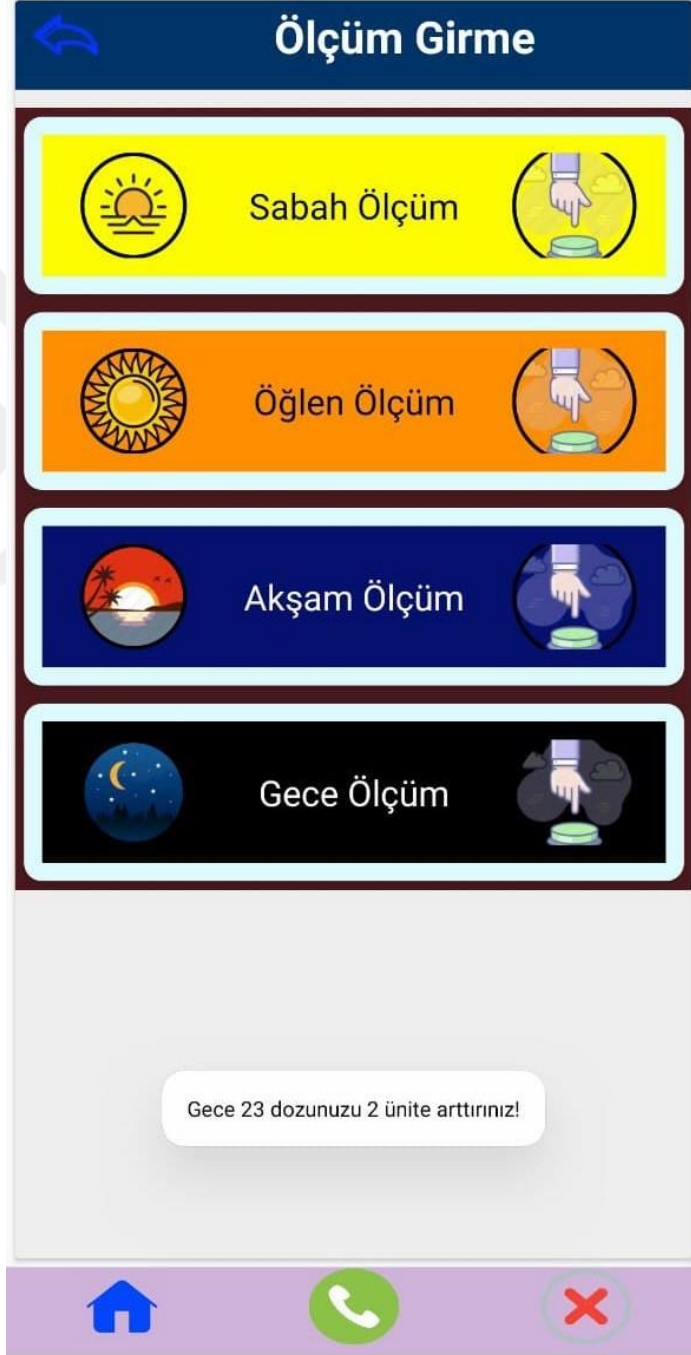 Ölçüm Girme
Sabah Ölçüm
Öğlen Ölçüm
Akşam Ölçüm
Gece Ölçüm
Gece 23 dozunuzu 2 ünite arttırınız!